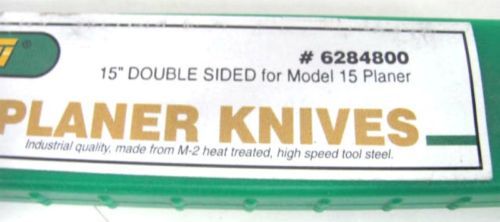 # 6284800
15" DOUBLE SIDED for Model 15 Planer
PLANER KNIVES
Industrial quality, made from M-2 heat treated, high speed tool steel.